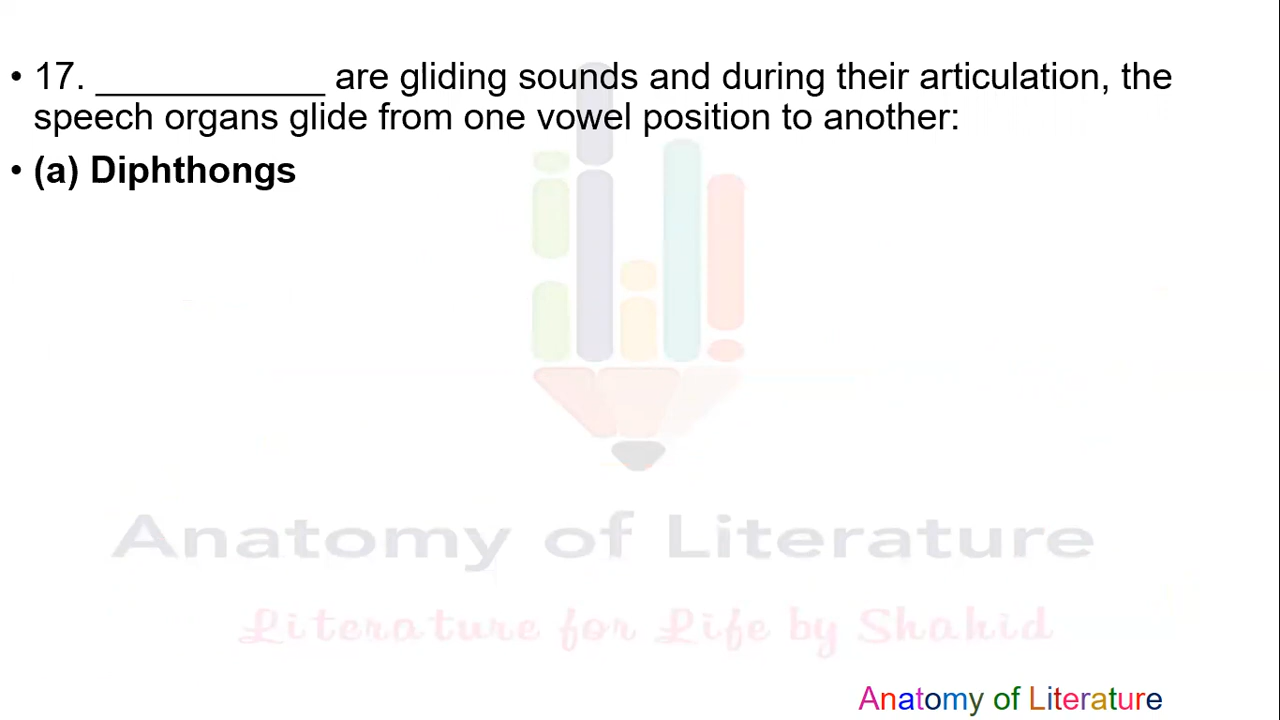 • 17. ___________ are gliding sounds and during their articulation, the
speech organs glide from one vowel position to another:
• (a) Diphthongs
Anatomy of Literature
Literature for Life by Shahid
Anatomy of Literature